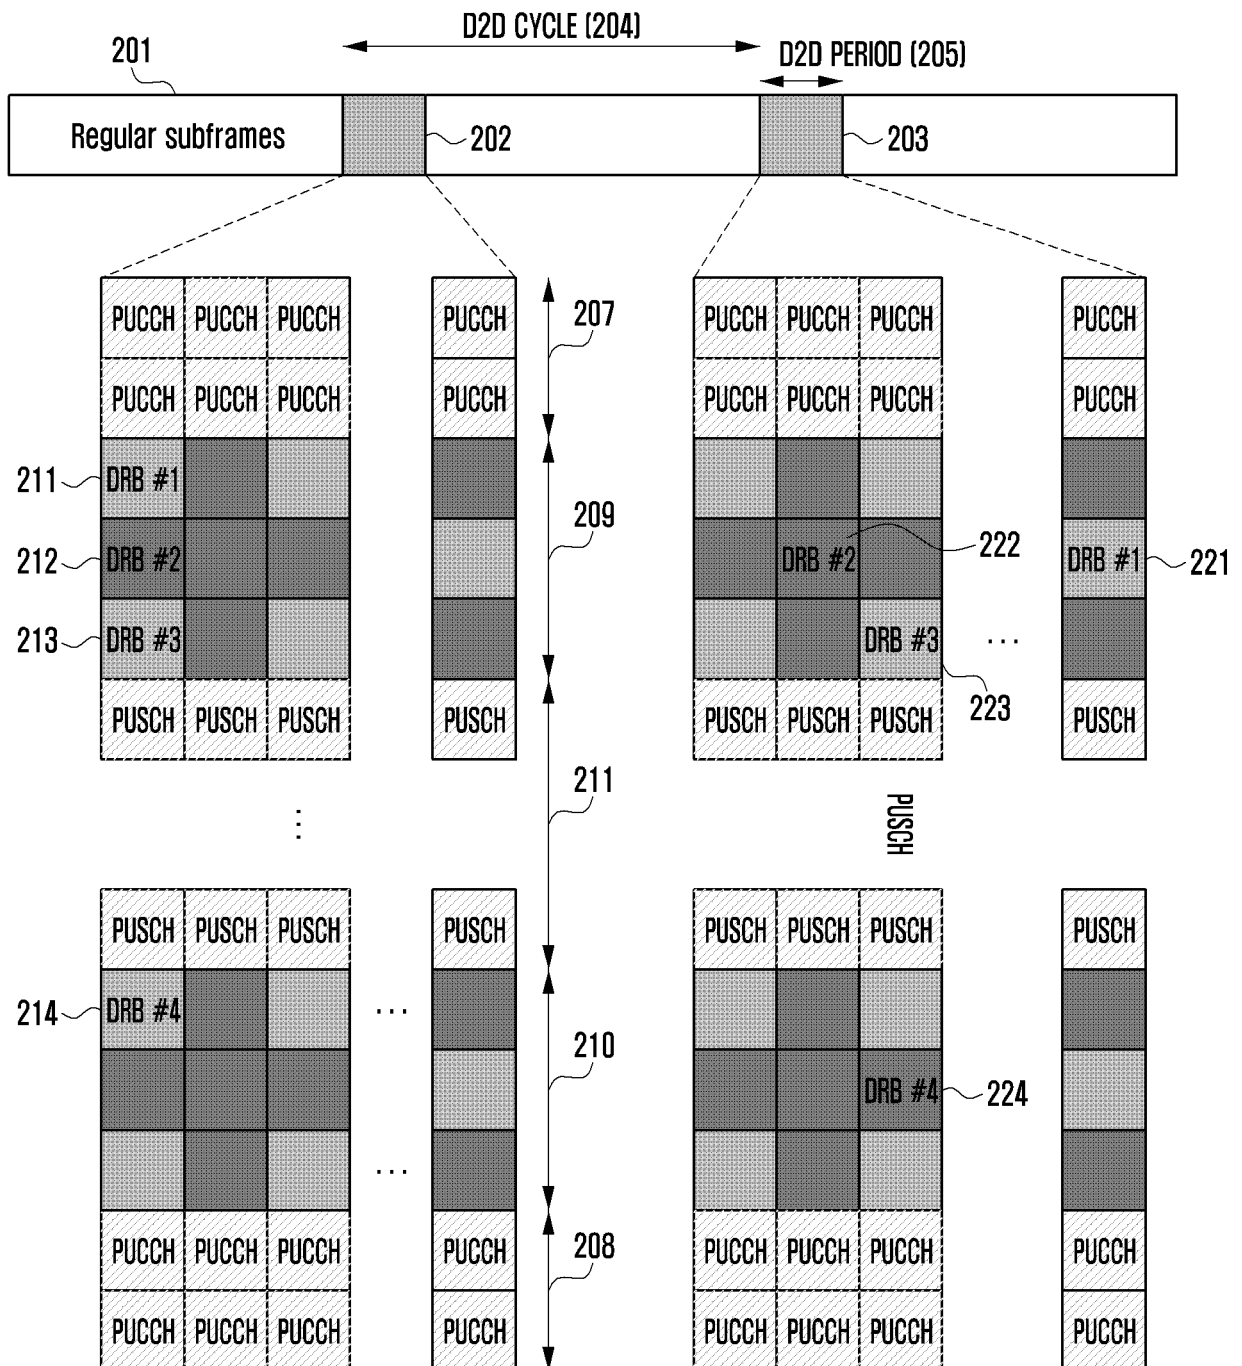 D2D CYCLE (204)
201
D2D PERIOD (205)
Regular subframes
202
203
PUCCH PUCCH PUCCH PUCCH 207 PUCCH PUCCH PUCCH PUCCH
PUCCH PUCCH PUCCH PUCCH PUCCH PUCCH PUCCH PUCCH
211 DRB #1
212 DRB #2 209 DRB #2 222 DRB #1 221
213 DRB #3 DRB #3 ... 223
PUSCH PUSCH PUSCH PUSCH PUSCH PUSCH PUSCH PUSCH
... 211 PUSCH
PUSCH PUSCH PUSCH PUSCH PUSCH PUSCH PUSCH PUSCH
214 DRB #4 ...
210 DRB #4 224
...
PUCCH PUCCH PUCCH PUCCH 208 PUCCH PUCCH PUCCH PUCCH
PUCCH PUCCH PUCCH PUCCH PUCCH PUCCH PUCCH PUCCH